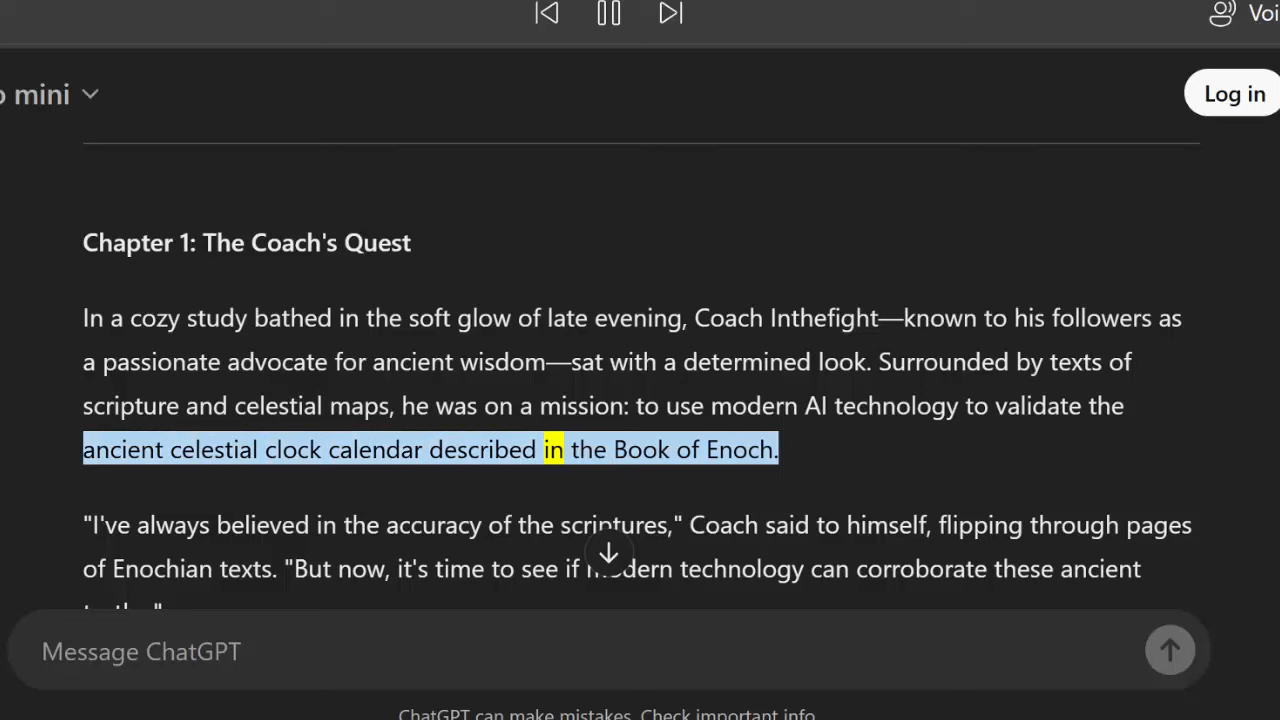 Voi
o mini
Log in
Chapter 1: The Coach's Quest
In a cozy study bathed in the soft glow of late evening, Coach Inthefight—known to his followers as
a passionate advocate for ancient wisdom—sat with a determined look. Surrounded by texts of
scripture and celestial maps, he was on a mission: to use modern AI technology to validate the
ancient celestial clock calendar described in the Book of Enoch.
"I've always believed in the accuracy of the scriptures," Coach said to himself, flipping through pages
of Enochian texts. "But now, it's time to see if modern technology can corroborate these ancient
Message ChatGPT
ChatGPT can make mistakes. Check important info.